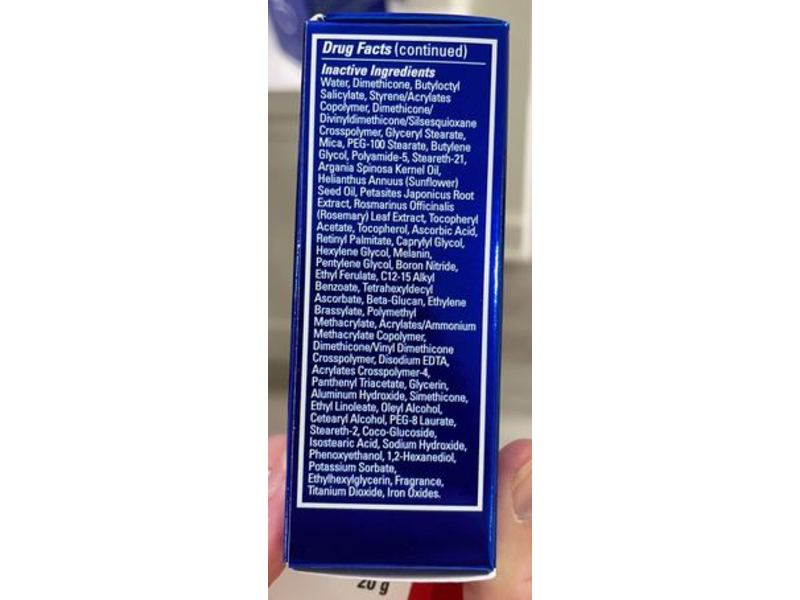 Drug Facts (continued)
Inactive Ingredients
Water, Dimethicone, Butyloctyl
Salicylate, Styrene/Acrylates
Copolymer, Dimethicone/
Divinyldimethicone/Silsesquioxane
Crosspolymer, Glyceryl Stearate,
Mica, PEG-100 Stearate, Butylene
Glycol, Polyamide-5, Steareth-21,
Argania Spinosa Kernel Oil,
Helianthus Annuus (Sunflower)
Seed Oil, Petasites Japonicus Root
Extract, Rosmarinus Officinalis
(Rosemary) Leaf Extract, Tocopheryl
Acetate, Tocopherol, Ascorbic Acid,
Retinyl Palmitate, Caprylyl Glycol,
Hexylene Glycol, Melanin,
Pentylene Glycol, Boron Nitride,
Ethyl Ferulate, C12-15 Alkyl
Benzoate, Tetrahexyldecyl
Ascorbate, Beta-Glucan, Ethylene
Brassylate, Polymethyl
Methacrylate, Acrylates/Ammonium
Methacrylate Copolymer,
Dimethicone/Vinyl Dimethicone
Crosspolymer, Disodium EDTA,
Acrylates Crosspolymer-4,
Panthenyl Triacetate, Glycerin,
Aluminum Hydroxide, Simethicone,
Ethyl Linoleate, Oleyl Alcohol,
Cetearyl Alcohol, PEG-8 Laurate,
Steareth-2, Coco-Glucoside,
Isostearic Acid, Sodium Hydroxide,
Phenoxyethanol, 1,2-Hexanediol,
Potassium Sorbate,
Ethylhexylglycerin, Fragrance,
Titanium Dioxide, Iron Oxides.
20 g